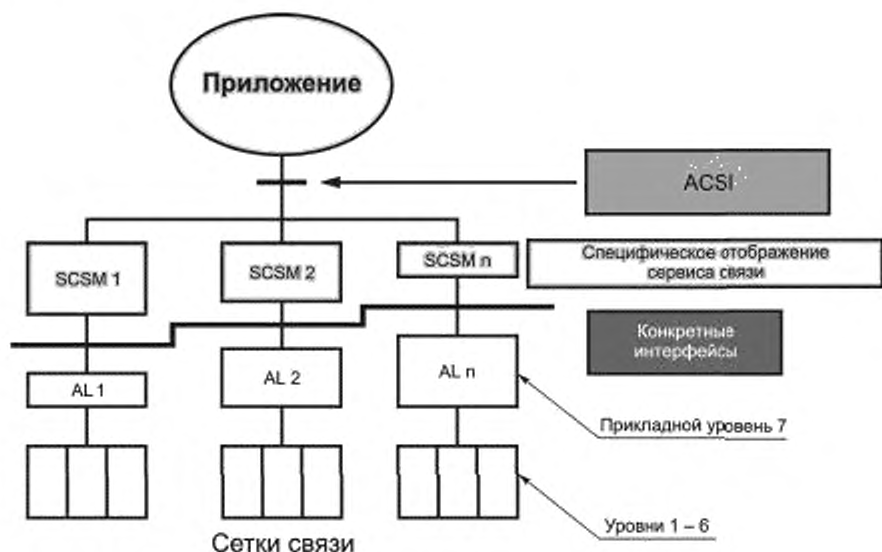 Приложение
ACSI
SCSM 1
SCSM 2
SCSM n
Специфическое отображение
сервиса связи
Конкретные
интерфейсы
AL 1
AL 2
AL n
Прикладной уровень 7
Уровни 1 – 6
Сетки связи